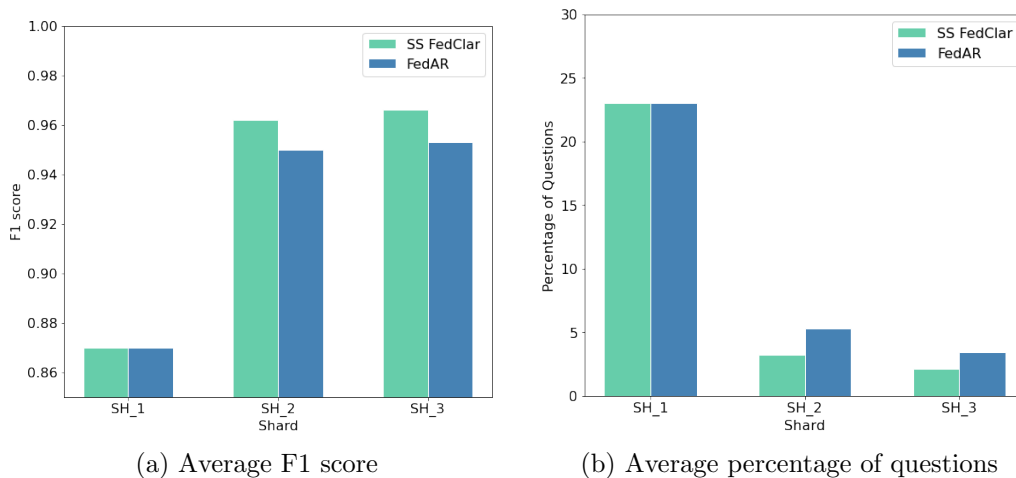 1.00
0.98
0.96
0.94
0.92
0.90
0.88
0.86
F1 score
SS FedClar
FedAR
SH_1 SH_2 SH_3
Shard
(a) Average F1 score
30
25
20
15
10
5
0
Percentage of Questions
SS FedClar
FedAR
SH_1 SH_2 SH_3
Shard
(b) Average percentage of questions